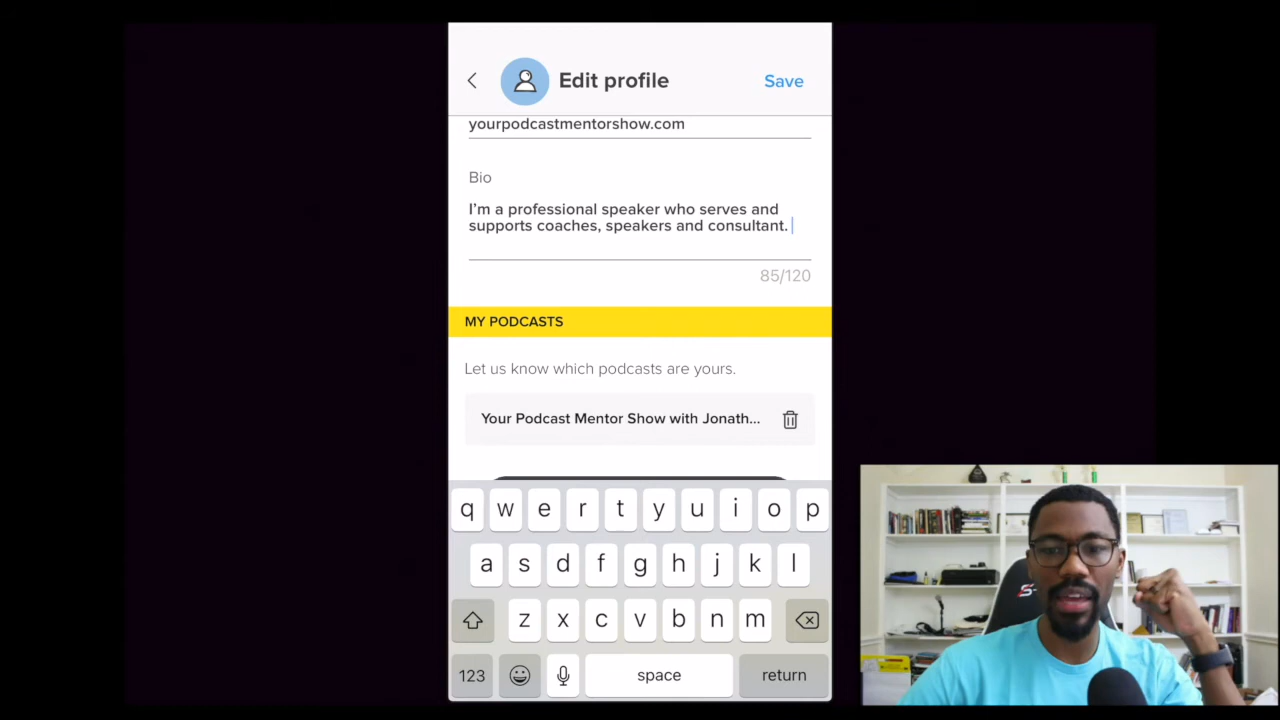 Edit profile
Save
yourpodcastmentorshow.com
Bio
I'm a professional speaker who serves and
supports coaches, speakers and consultant.
85/120
MY PODCASTS
Let us know which podcasts are yours.
Your Podcast Mentor Show with Jonath...
q w e r t y u i o p
a s d f g h j k l
z x c v b n m
123
space
return